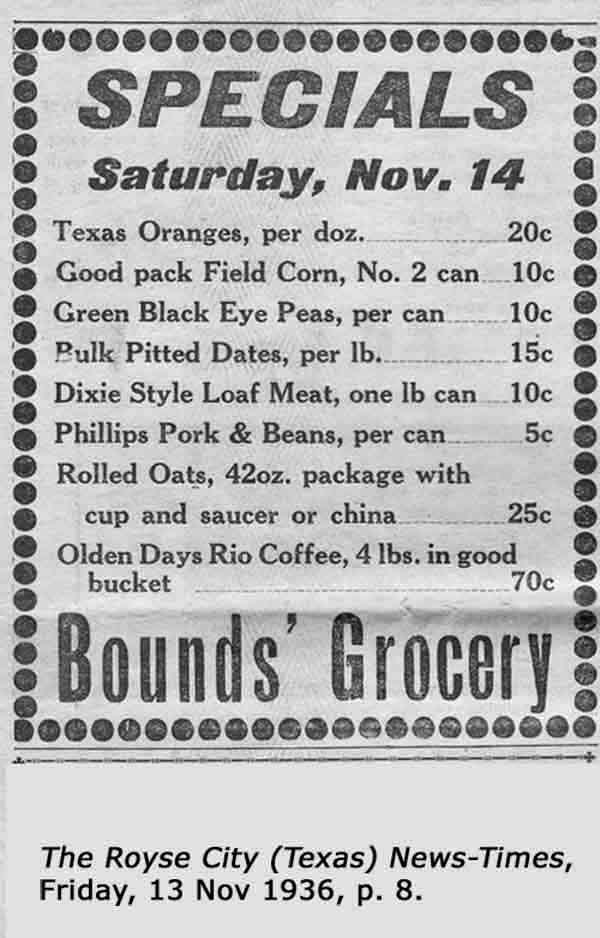 SPECIALS
Saturday, Nov. 14
Texas Oranges, per doz. 20c
Good pack Field Corn, No. 2 can 10c
Green Black Eye Peas, per can 10c
Bulk Pitted Dates, per lb. 15c
Dixie Style Loaf Meat, one lb can 10c
Phillips Pork & Beans, per can 5c
Rolled Oats, 42oz. package with
cup and saucer or china 25c
Olden Days Rio Coffee, 4 lbs. in good
bucket 70c
Bounds' Grocery
The Royse City (Texas) News-Times,
Friday, 13 Nov 1936, p. 8.